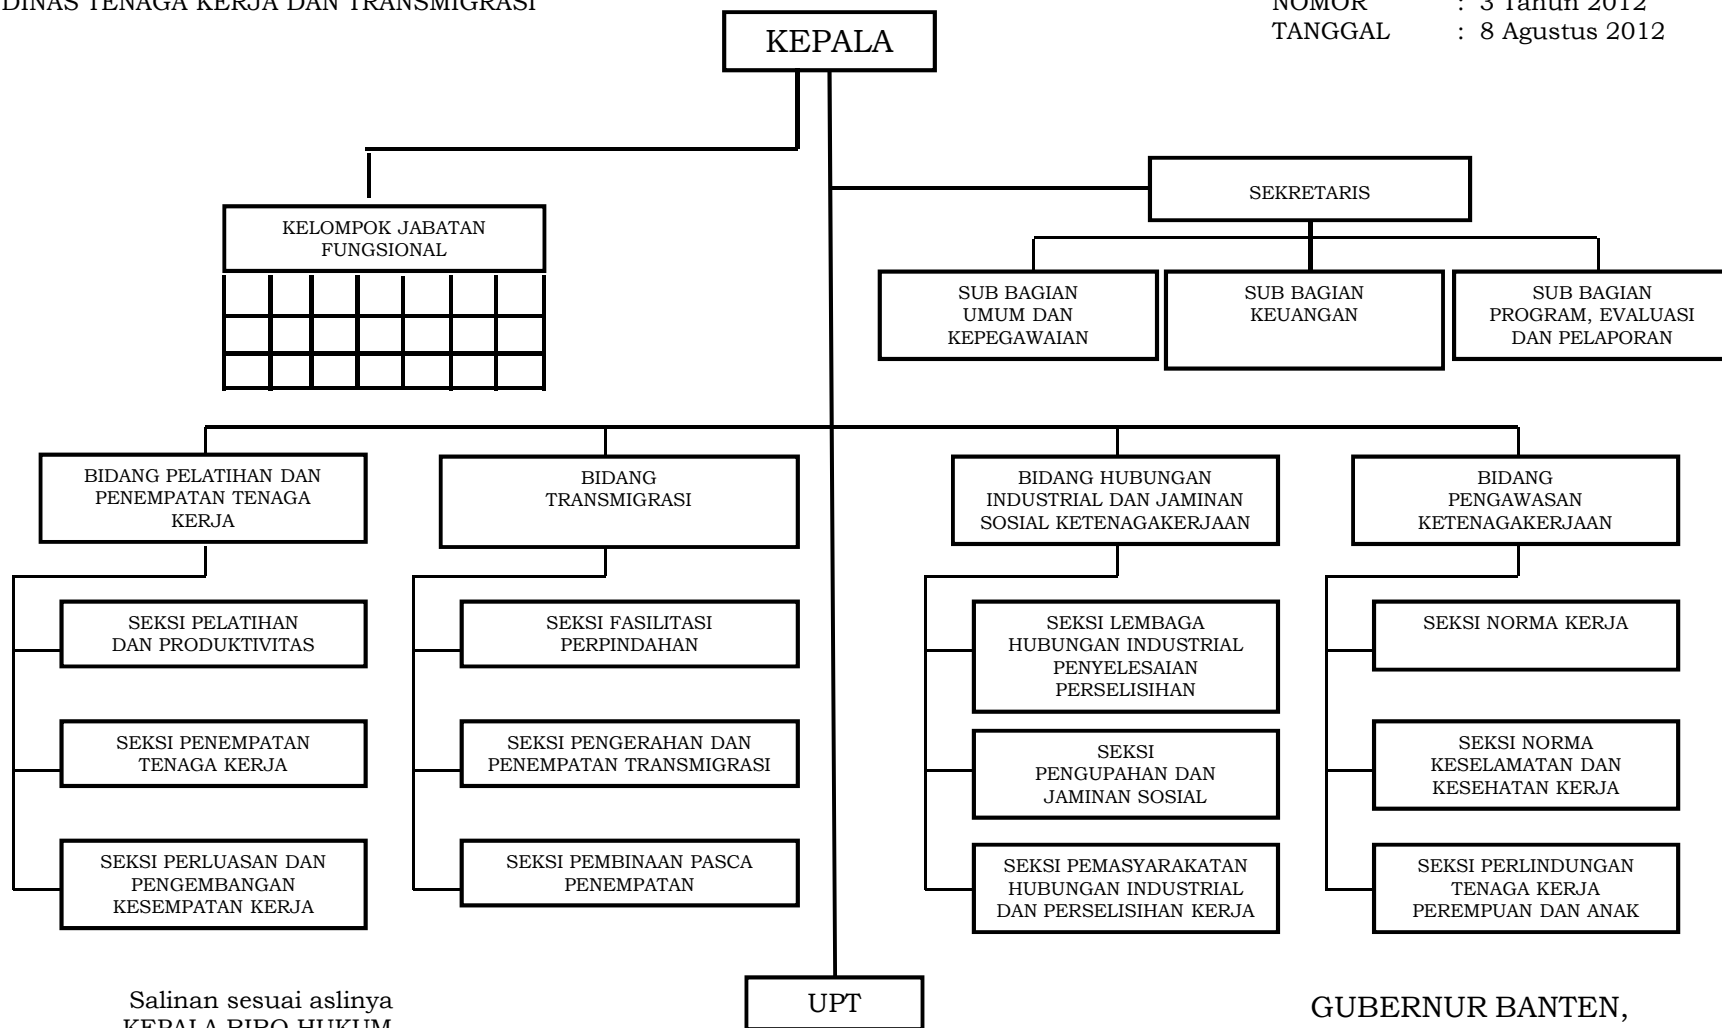 DINAS TENAGA KERJA DAN TRANSMIGRASI
NOMOR : 3 Tahun 2012
TANGGAL : 8 Agustus 2012
KEPALA
SEKRETARIS
KELOMPOK JABATAN
FUNGSIONAL
SUB BAGIAN
UMUM DAN
KEPEGAWAIAN
SUB BAGIAN
KEUANGAN
SUB BAGIAN
PROGRAM, EVALUASI
DAN PELAPORAN
BIDANG PELATIHAN DAN
PENEMPATAN TENAGA
KERJA
BIDANG
TRANSMIGRASI
BIDANG HUBUNGAN
INDUSTRIAL DAN JAMINAN
SOSIAL KETENAGAKERJAAN
BIDANG
PENGAWASAN
KETENAGAKERJAAN
SEKSI PELATIHAN
DAN PRODUKTIVITAS
SEKSI FASILITASI
PERPINDAHAN
SEKSI LEMBAGA
HUBUNGAN INDUSTRIAL
PENYELESAIAN
PERSELISIHAN
SEKSI NORMA KERJA
SEKSI PENEMPATAN
TENAGA KERJA
SEKSI PENGERAHAN DAN
PENEMPATAN TRANSMIGRASI
SEKSI
PENGUPAHAN DAN
JAMINAN SOSIAL
SEKSI NORMA
KESELAMATAN DAN
KESEHATAN KERJA
SEKSI PERLUASAN DAN
PENGEMBANGAN
KESEMPATAN KERJA
SEKSI PEMBINAAN PASCA
PENEMPATAN
SEKSI PEMASYARAKATAN
HUBUNGAN INDUSTRIAL
DAN PERSELISIHAN KERJA
SEKSI PERLINDUNGAN
TENAGA KERJA
PEREMPUAN DAN ANAK
UPT
Salinan sesuai aslinya
KEPALA BIRO HUKUM
GUBERNUR BANTEN,